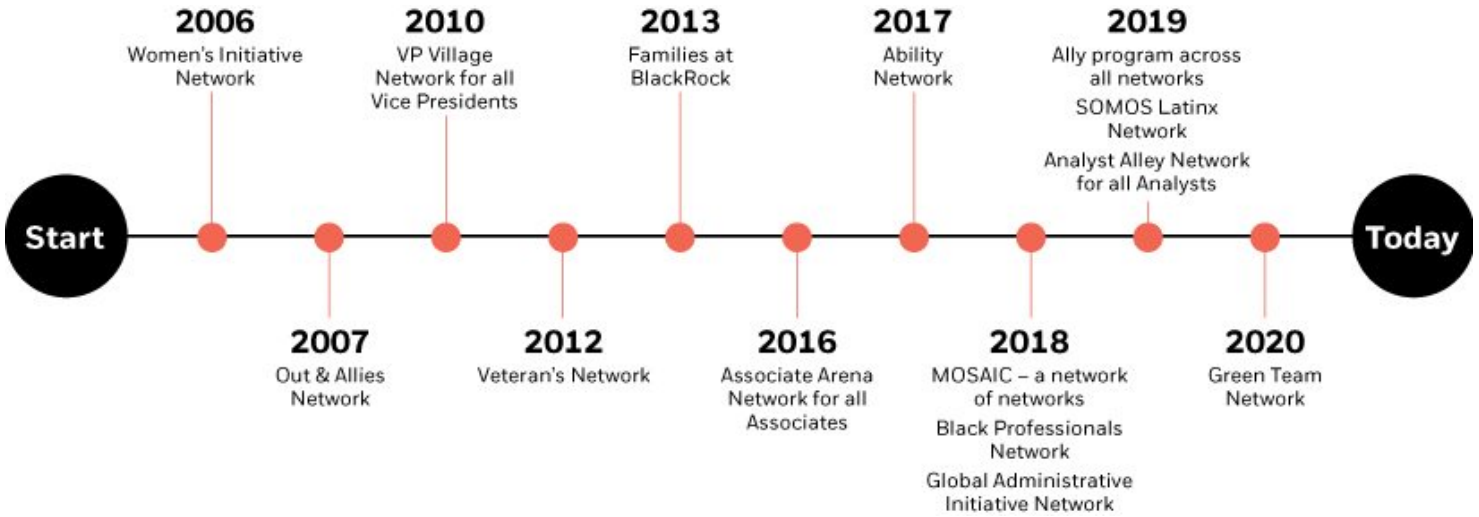 2006
Women's Initiative
Network
2010
VP Village
Network for all
Vice Presidents
2013
Families at
BlackRock
2017
Ability
Network
2019
Ally program across
all networks
SOMOS Latinx
Network
Analyst Alley Network
for all Analysts
Start
Today
2007
Out & Allies
Network
2012
Veteran's Network
2016
Associate Arena
Network for all
Associates
2018
MOSAIC – a network
of networks
Black Professionals
Network
Global Administrative
Initiative Network
2020
Green Team
Network